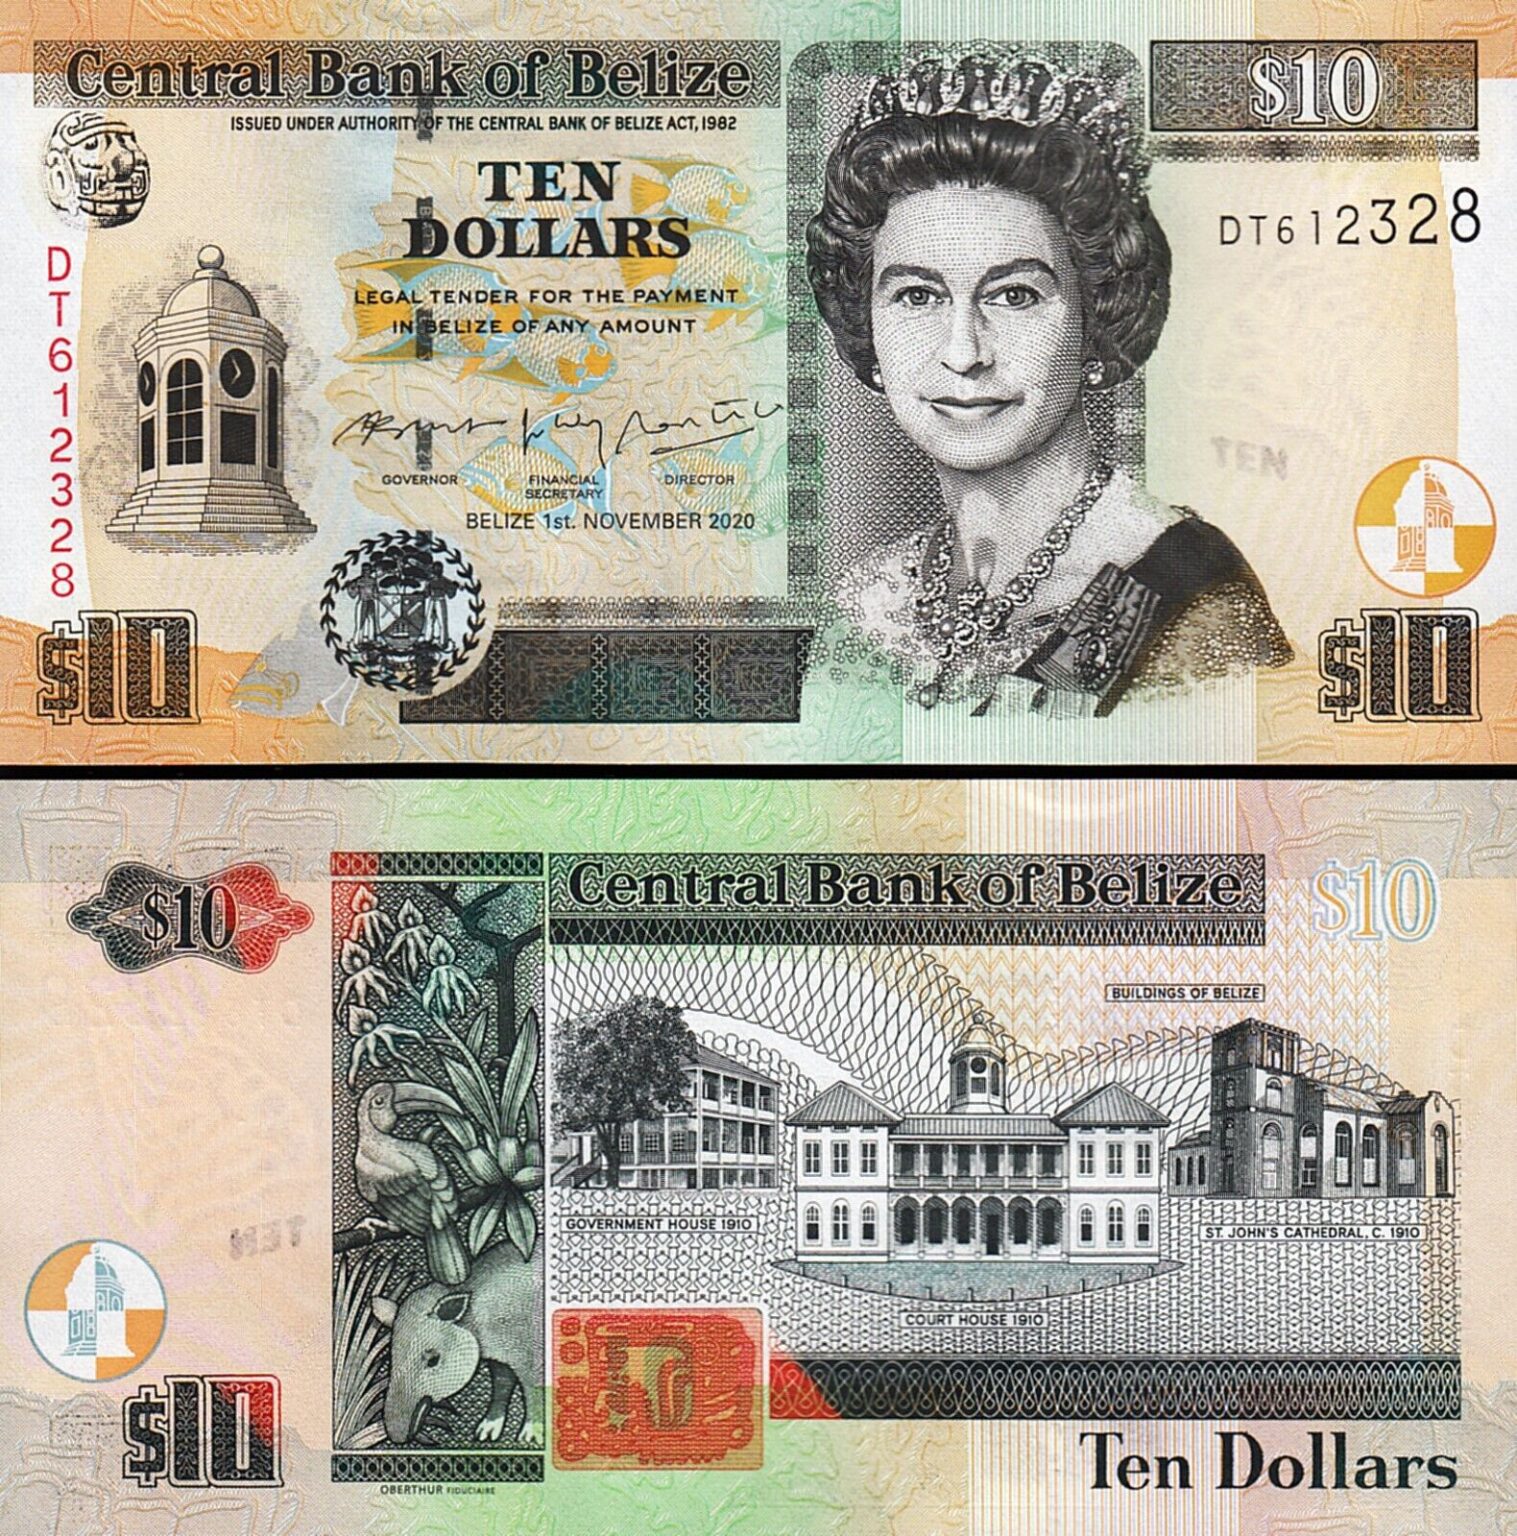 Central Bank of Belize
$10
ISSUED UNDER AUTHORITY OF THE CENTRAL BANK OF BELIZE ACT, 1982
TEN
DOLLARS
DT612328
DT612328
LEGAL TENDER FOR THE PAYMENT
IN BELIZE OF ANY AMOUNT
TEN
GOVERNOR
FINANCIAL
SECRETARY
DIRECTOR
BELIZE 1st. NOVEMBER 2020
$10
$10
$10
Central Bank of Belize
$10
BUILDINGS OF BELIZE
GOVERNMENT HOUSE 1910
ST. JOHN'S CATHEDRAL, C. 1910
TEN
COURT HOUSE 1910
$10
Ten Dollars
OBERTHUR FIDUCIAIRE